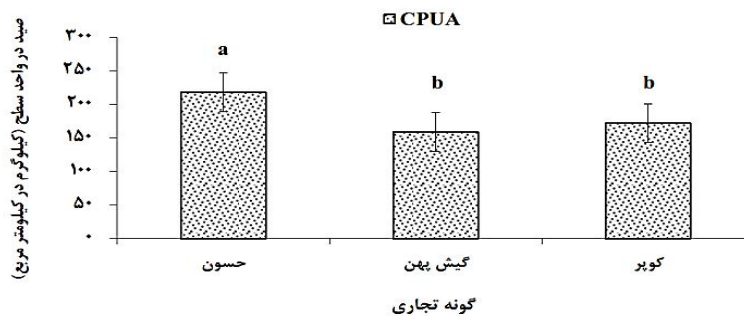 CPUA
صید در واحد سطح (کیلوگرم در کیلومتر مربع)
۳۰۰
۲۵۰
۲۰۰
۱۵۰
۱۰۰
۵۰
۰
a
b
b
حسون
گیش پهن
کوپر
گونه تجاری